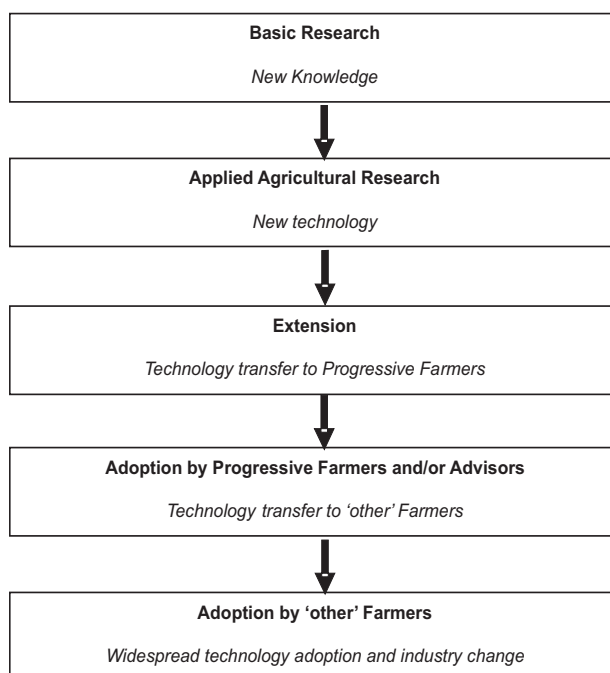 Basic Research
New Knowledge
Applied Agricultural Research
New technology
Extension
Technology transfer to Progressive Farmers
Adoption by Progressive Farmers and/or Advisors
Technology transfer to ‘other’ Farmers
Adoption by ‘other’ Farmers
Widespread technology adoption and industry change